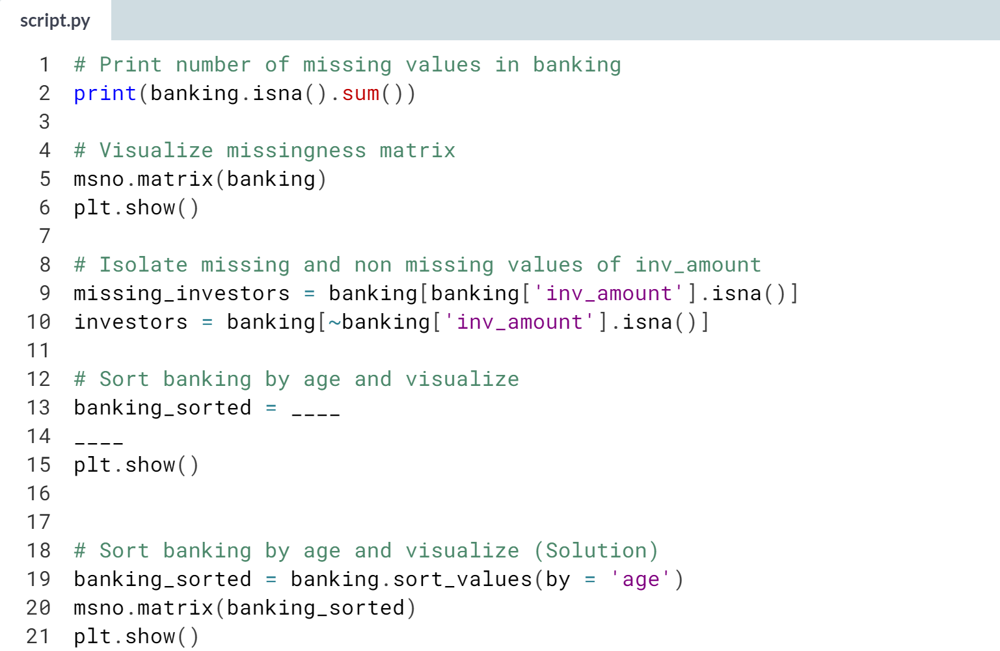 script.py
1 # Print number of missing values in banking
2 print(banking.isna().sum())
3
4 # Visualize missingness matrix
5 msno.matrix(banking)
6 plt.show()
7
8 # Isolate missing and non missing values of inv_amount
9 missing_investors = banking[banking['inv_amount'].isna()]
10 investors = banking[~banking['inv_amount'].isna()]
11
12 # Sort banking by age and visualize
13 banking_sorted = ____
14 ____
15 plt.show()
16
17
18 # Sort banking by age and visualize (Solution)
19 banking_sorted = banking.sort_values(by = 'age')
20 msno.matrix(banking_sorted)
21 plt.show()